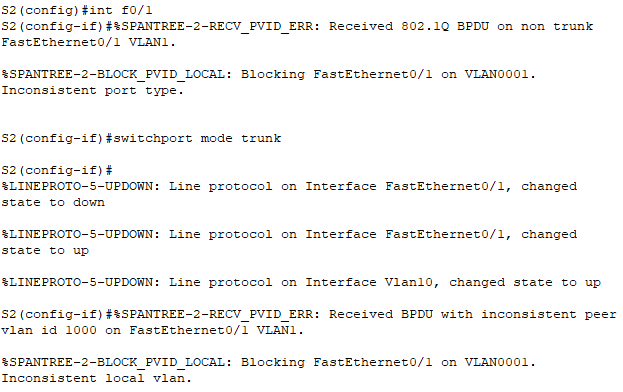 S2(config)#int f0/1
S2(config-if)#%SPANTREE-2-RECV_PVID_ERR: Received 802.1Q BPDU on non trunk
FastEthernet0/1 VLAN1.
%SPANTREE-2-BLOCK_PVID_LOCAL: Blocking FastEthernet0/1 on VLAN0001.
Inconsistent port type.
S2(config-if)#switchport mode trunk
S2(config-if)#
%LINEPROTO-5-UPDOWN: Line protocol on Interface FastEthernet0/1, changed
state to down
%LINEPROTO-5-UPDOWN: Line protocol on Interface FastEthernet0/1, changed
state to up
%LINEPROTO-5-UPDOWN: Line protocol on Interface Vlan10, changed state to up
S2(config-if)#%SPANTREE-2-RECV_PVID_ERR: Received BPDU with inconsistent peer
vlan id 1000 on FastEthernet0/1 VLAN1.
%SPANTREE-2-BLOCK_PVID_LOCAL: Blocking FastEthernet0/1 on VLAN0001.
Inconsistent local vlan.